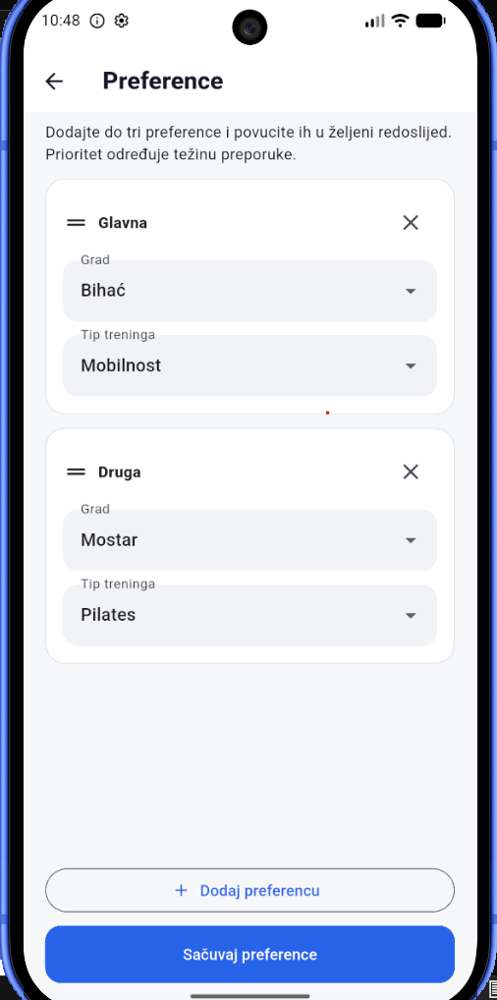 10:48
Preference
Dodajte do tri preference i povucite ih u željeni redoslijed.
Prioritet određuje težinu preporuke.
Glavna
Grad
Bihać
Tip treninga
Mobilnost
Druga
Grad
Mostar
Tip treninga
Pilates
+ Dodaj preferencu
Sačuvaj preference